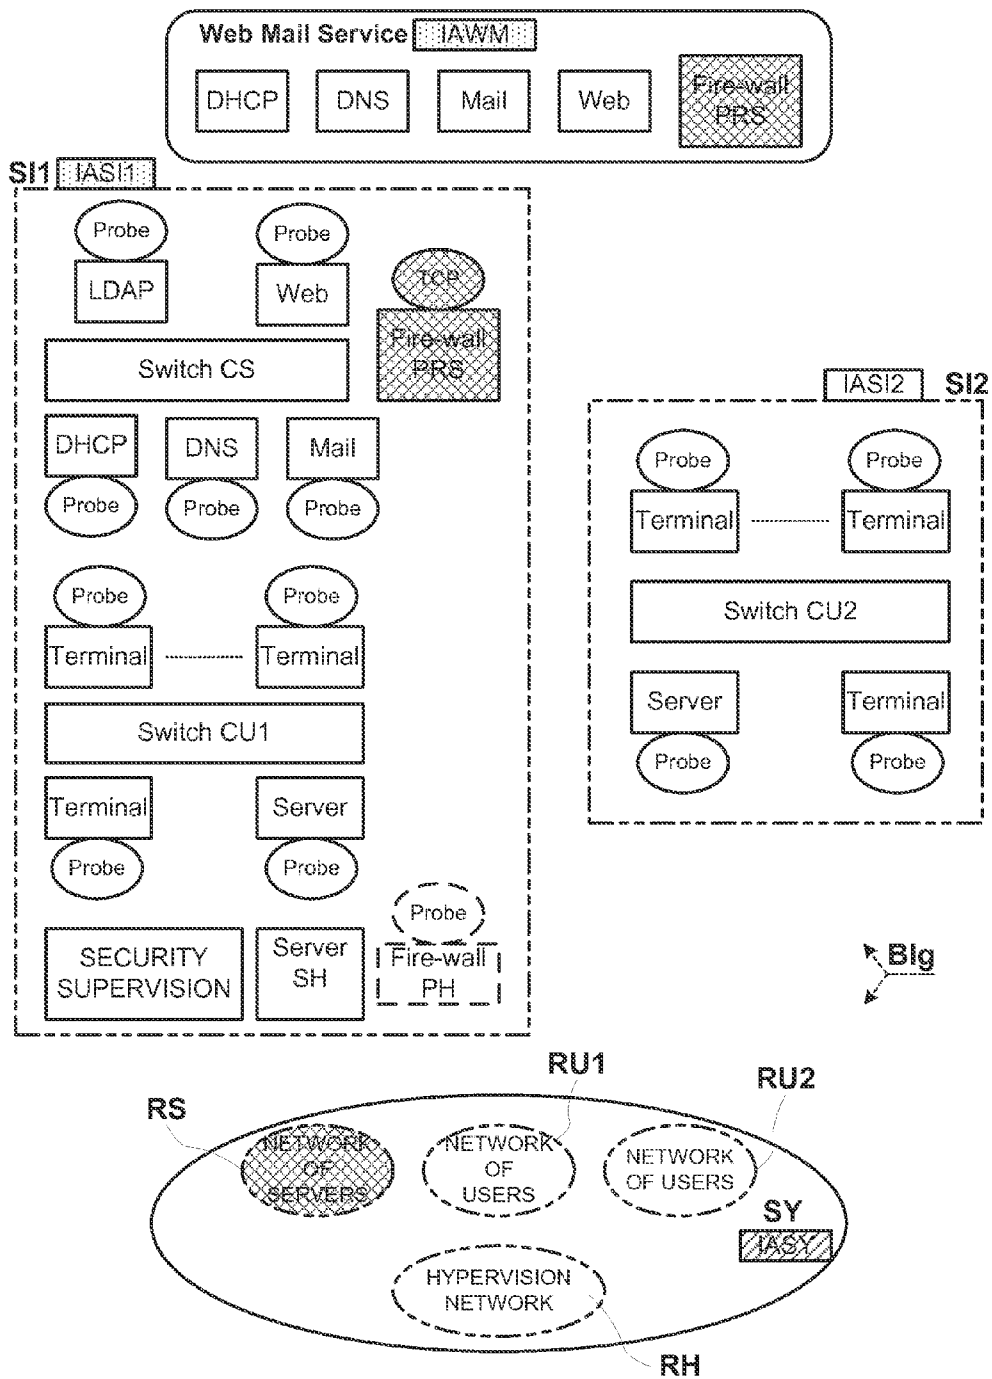 Web Mail Service IAWM
DHCP DNS Mail Web Fire-wall
PRS
SI1 IASI1
Probe Probe
LDAP Web TCP
Switch CS Fire-wall
PRS
DHCP DNS Mail
Probe Probe Probe
Probe Probe
Terminal Terminal
Switch CU1
Terminal Server
Probe Probe
Probe
SECURITY
SUPERVISION
Server
SH
Fire-wall
PH
IASI2 SI2
Probe Probe
Terminal Terminal
Switch CU2
Server Terminal
Probe Probe
BIg
RS RU1 RU2
NETWORK
OF
SERVERS
NETWORK
OF
USERS
NETWORK
OF USERS
SY
IASY
HYPERVISION
NETWORK
RH